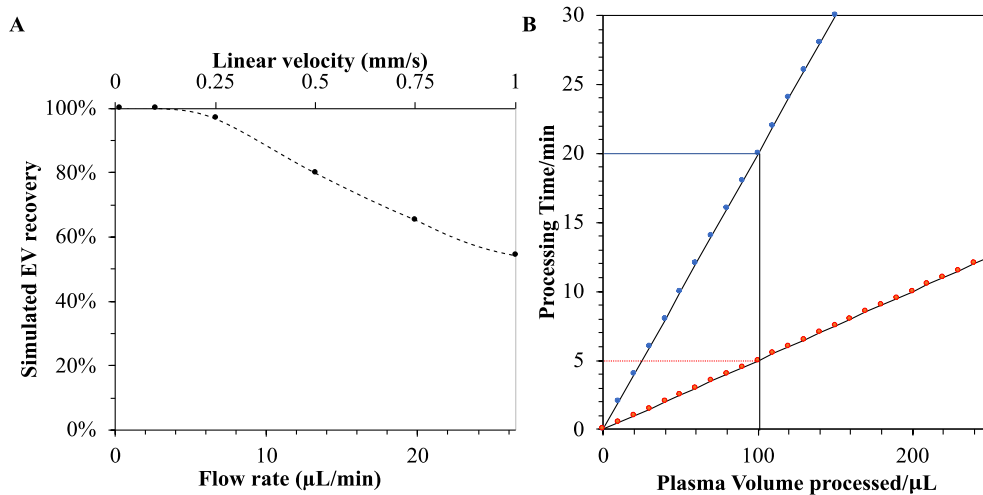 A
Linear velocity (mm/s)
0 0.25 0.5 0.75 1
100%
80%
60%
40%
20%
0%
Simulated EV recovery
0 10 20
Flow rate (µL/min)
B
30
25
20
15
10
5
0
Processing Time/min
0 100 200
Plasma Volume processed/µL